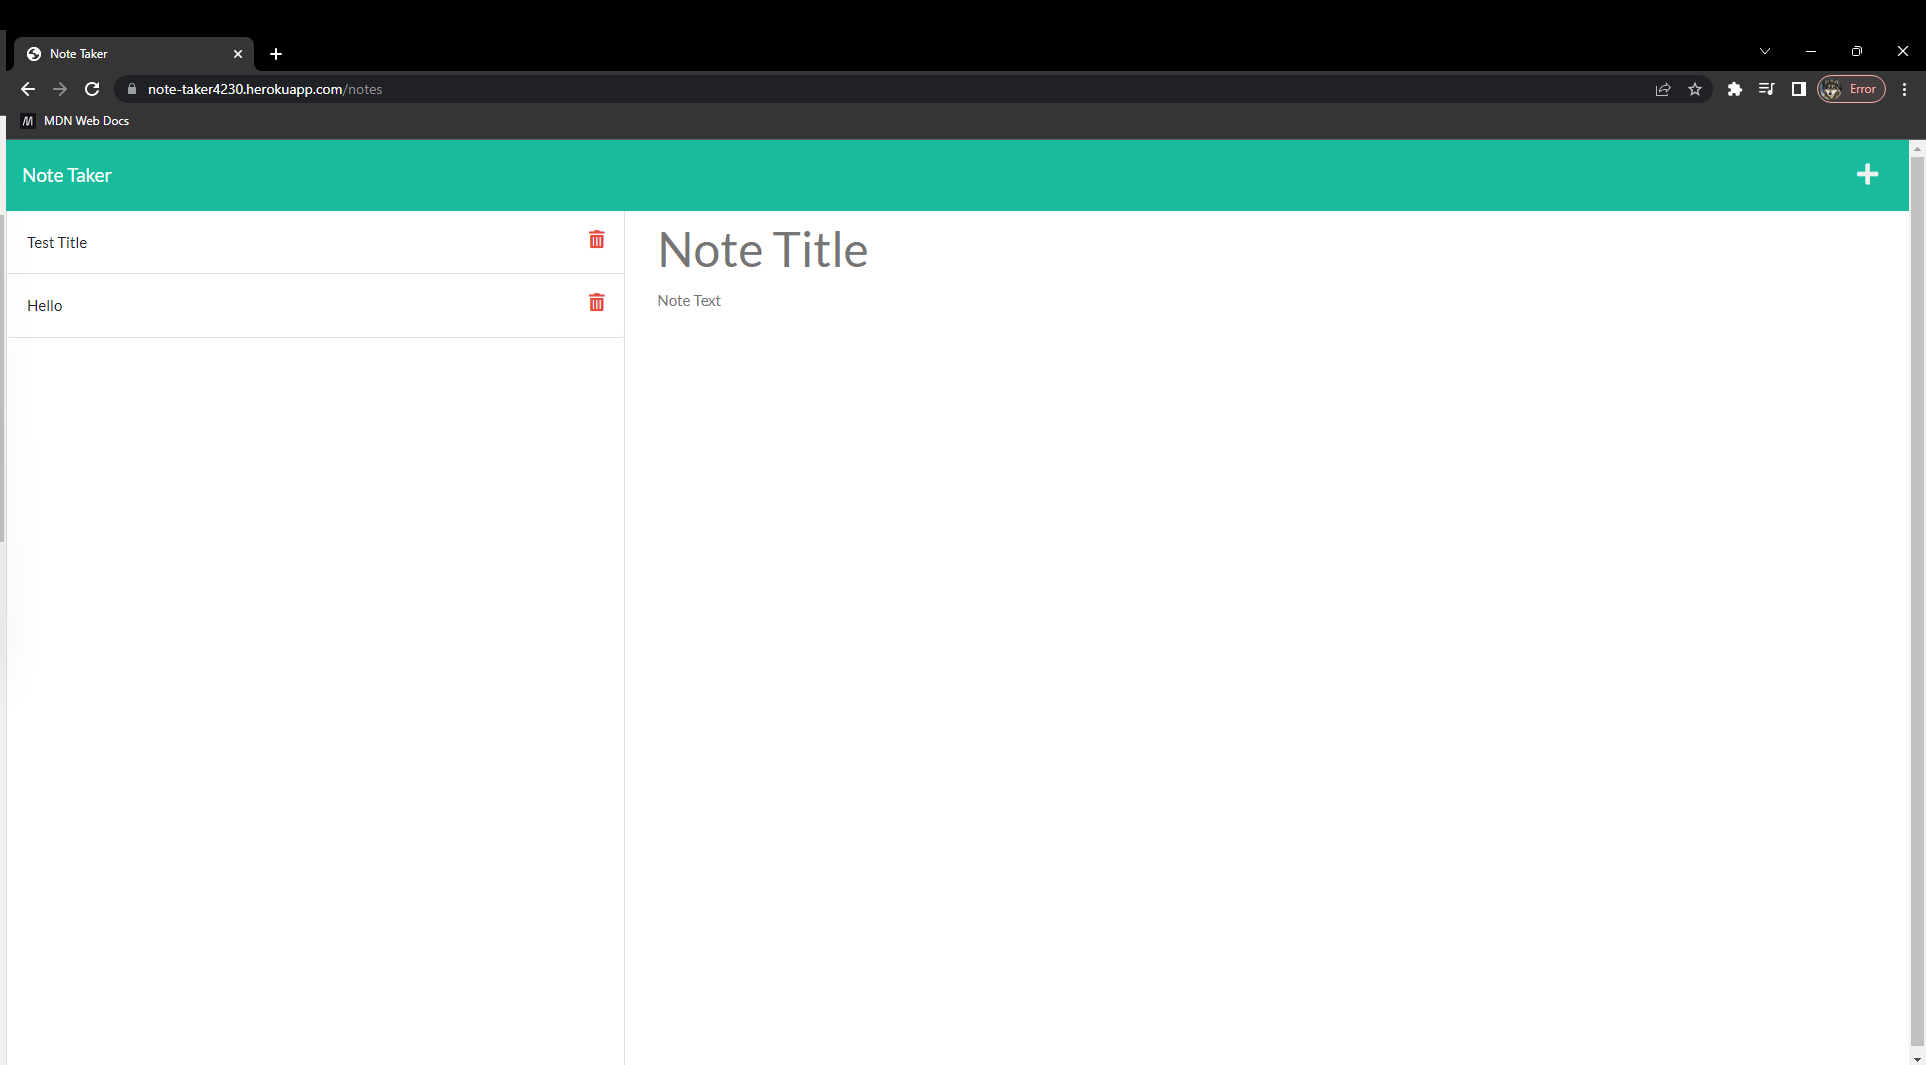 Note Taker
note-taker4230.herokuapp.com/notes
Error
MDN Web Docs
Note Taker
Test Title
Hello
Note Title
Note Text